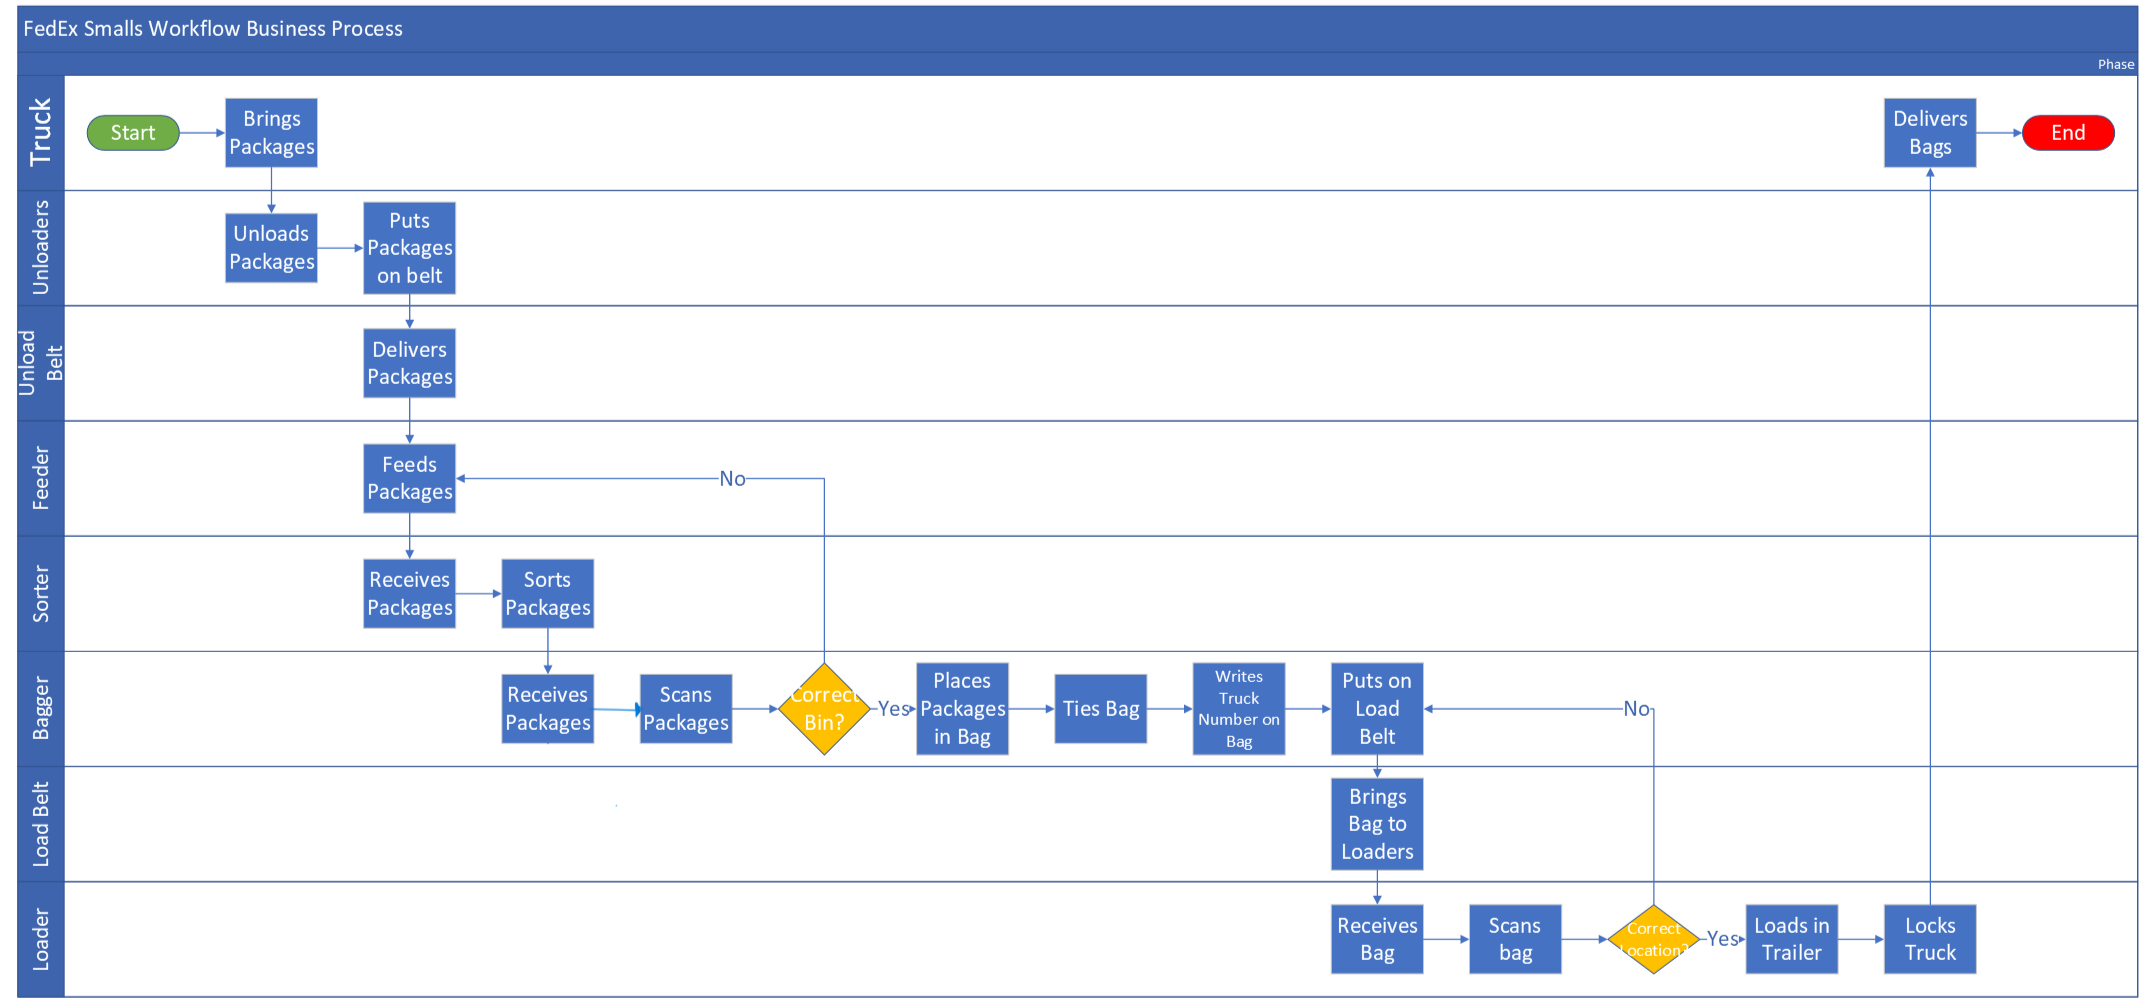 FedEx Smalls Workflow Business Process
Phase
Truck
Start
Brings
Packages
Delivers
Bags
End
Unloaders
Unloads
Packages
Puts
Packages
on belt
Unload
Belt
Delivers
Packages
Feeder
Feeds
Packages
No
Sorter
Receives
Packages
Sorts
Packages
Bagger
Receives
Packages
Scans
Packages
Correct
Bin?
Yes
Places
Packages
in Bag
Ties Bag
Writes
Truck
Number on
Bag
Puts on
Load
Belt
No
Load Belt
Brings
Bag to
Loaders
Loader
Receives
Bag
Scans
bag
Correct
Location?
Yes
Loads in
Trailer
Locks
Truck